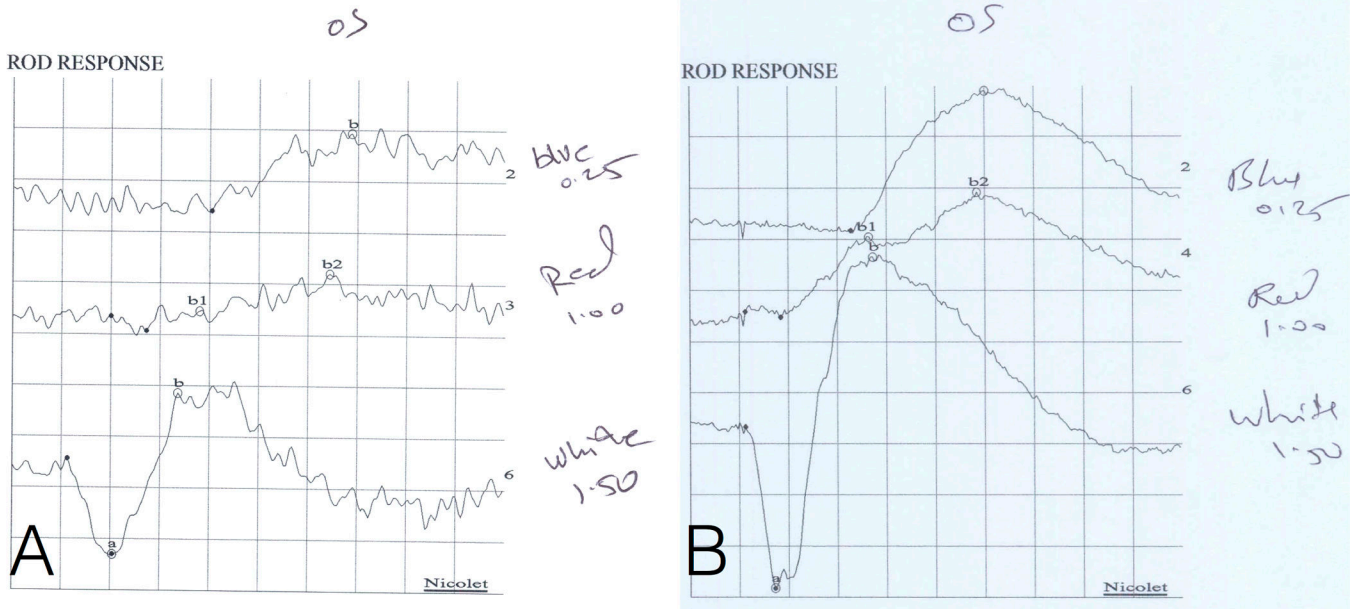 OS
ROD RESPONSE
b
2
blue
0.25
b1
b2
3
Red
1.00
b
a
6
white
1.50
A
Nicolet
OS
ROD RESPONSE
2
Blue
0.25
b2
b1
b
4
Red
1.00
6
White
1.50
a
B
Nicolet